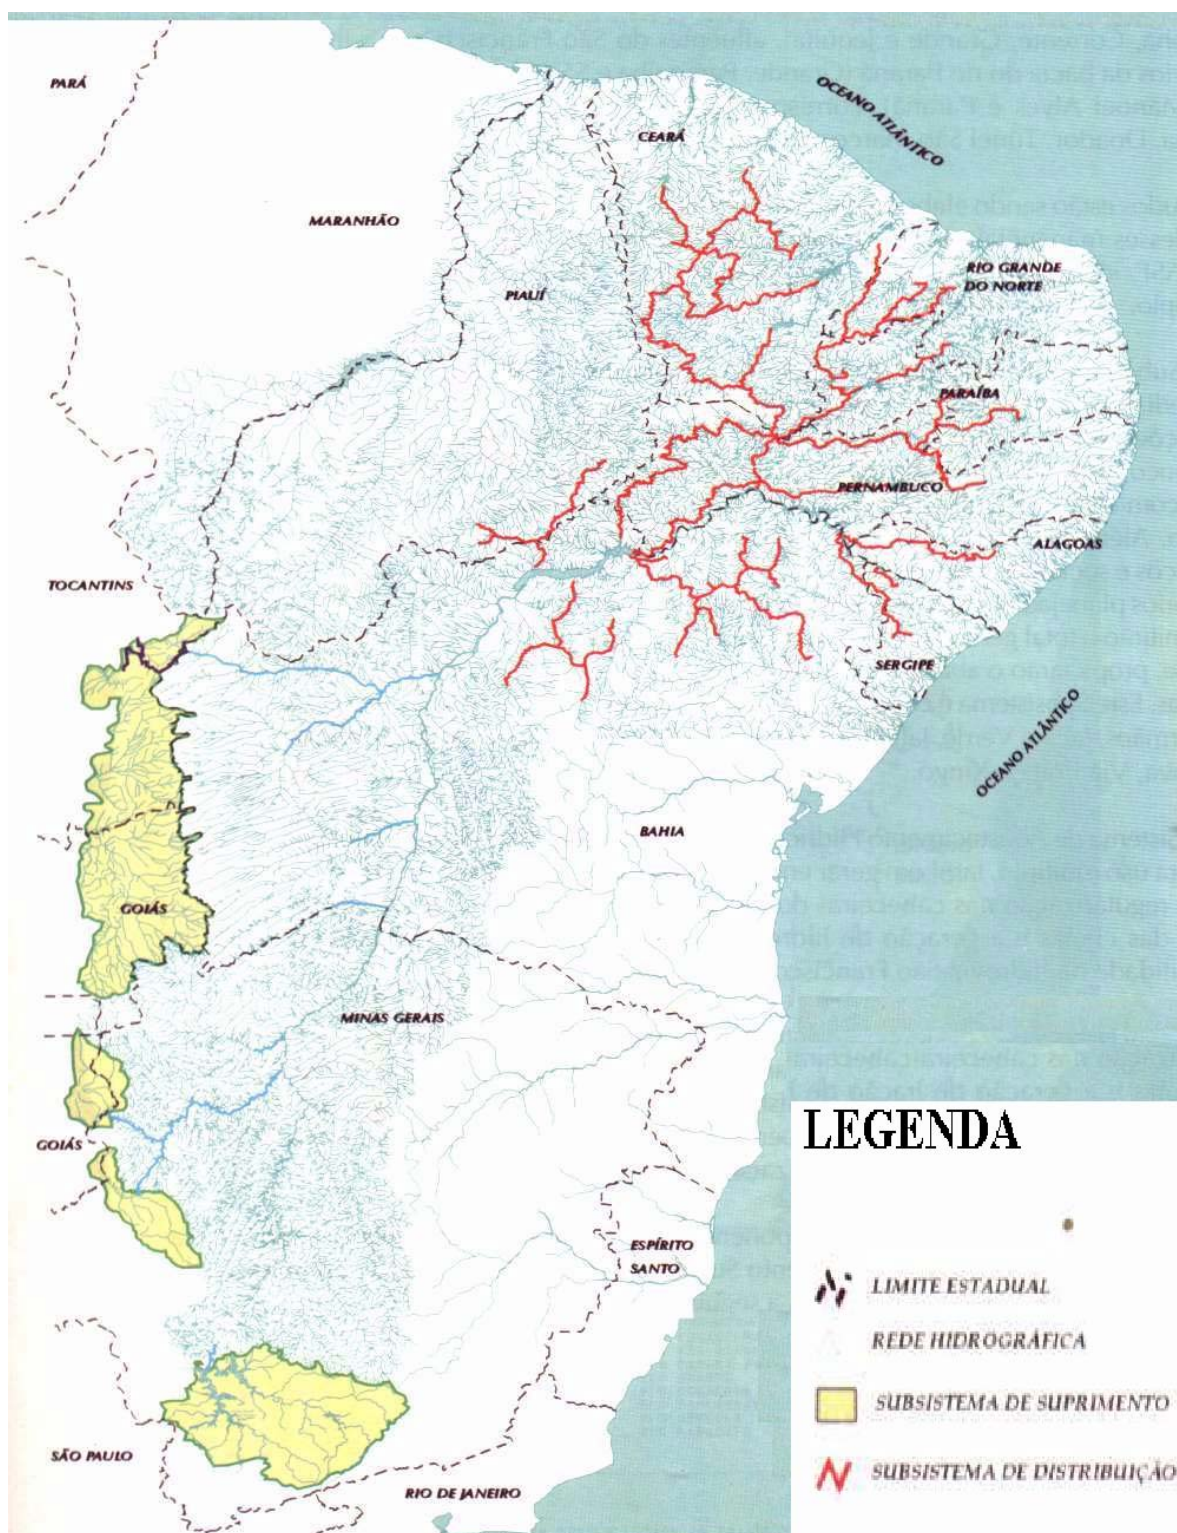 PARÁ
OCEANO ATLÂNTICO
CEARÁ
MARANHÃO
RIO GRANDE
DO NORTE
PIAUÍ
PARAÍBA
PERNAMBUCO
ALAGOAS
TOCANTINS
SERGIPE
OCEANO ATLÂNTICO
BAHIA
GOIÁS
MINAS GERAIS
GOIÁS
ESPÍRITO
SANTO
SÃO PAULO
RIO DE JANEIRO
LEGENDA
LIMITE ESTADUAL
REDE HIDROGRÁFICA
SUBSISTEMA DE SUPRIMENTO
SUBSISTEMA DE DISTRIBUIÇÃO